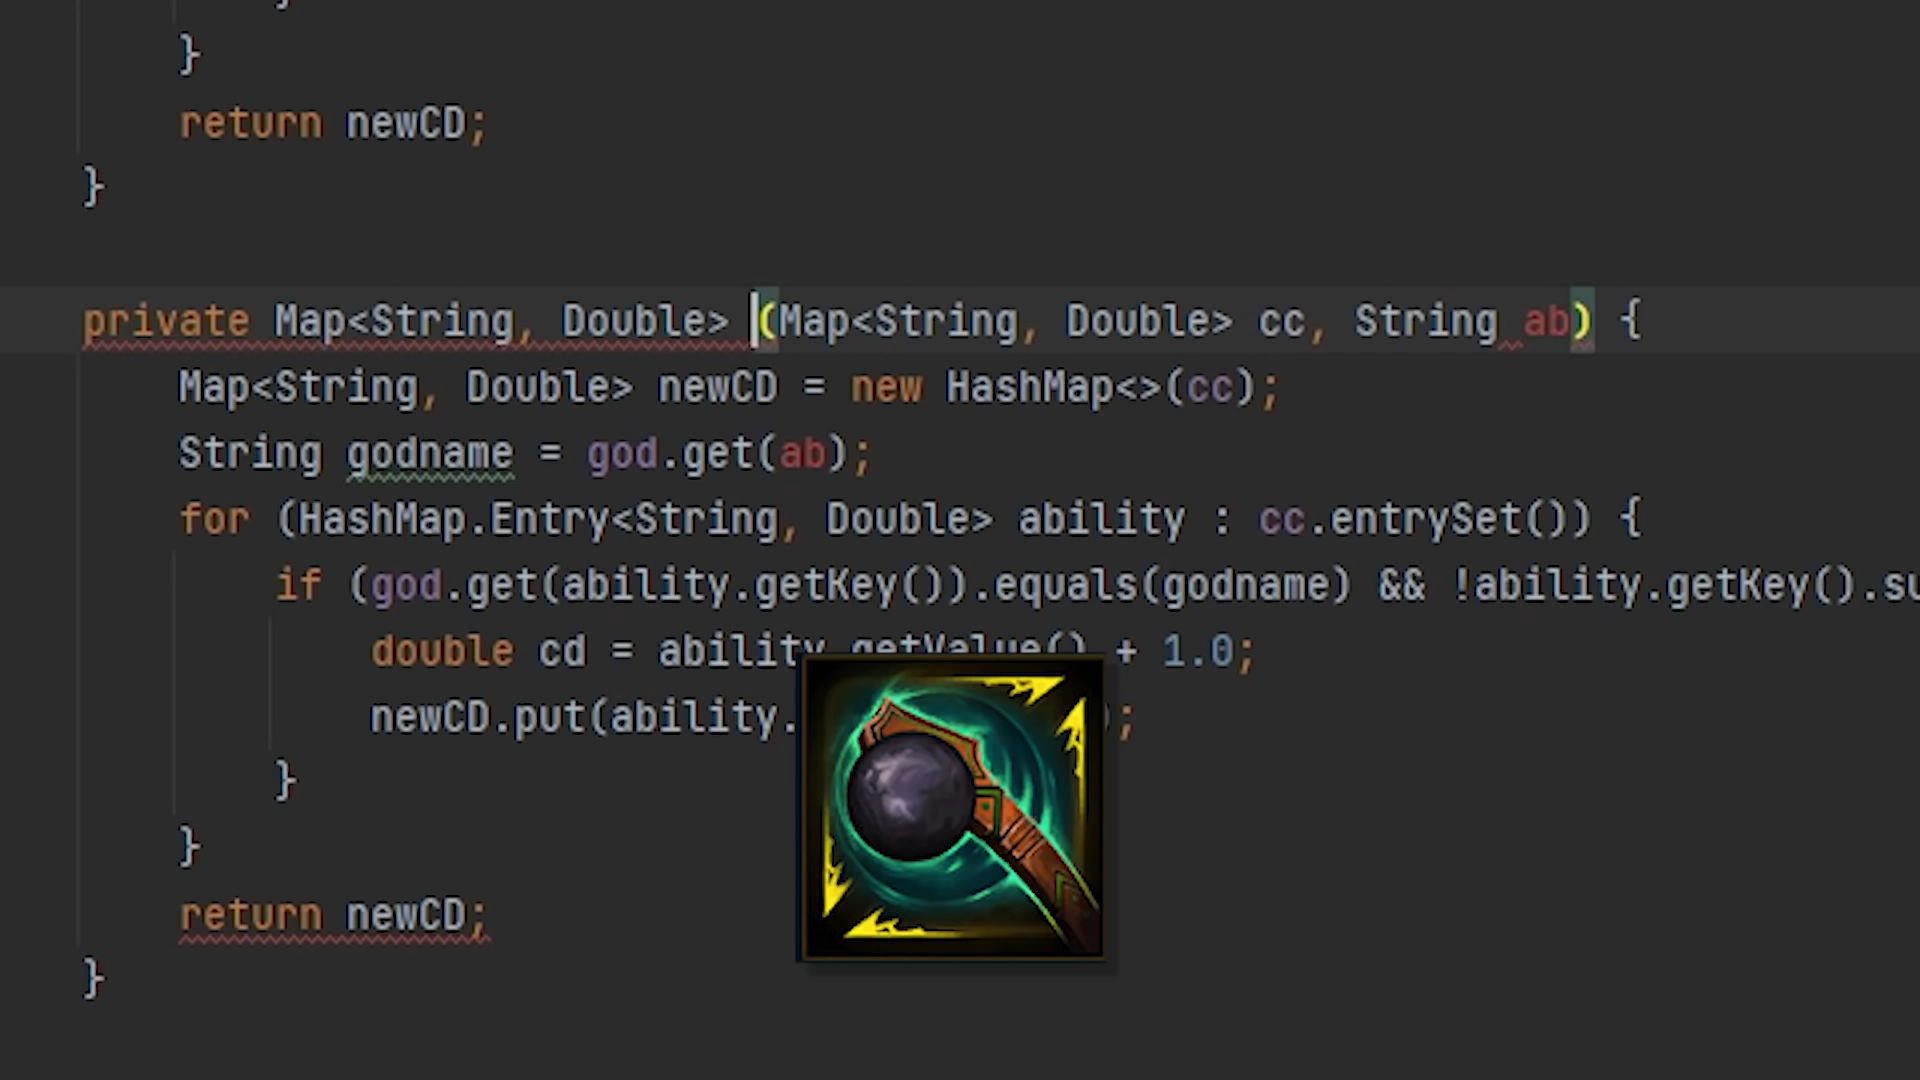 }
}
return newCD;
}
private Map<String, Double> (Map<String, Double> cc, String ab) {
Map<String, Double> newCD = new HashMap<>(cc);
String godname = god.get(ab);
for (HashMap.Entry<String, Double> ability : cc.entrySet()) {
if (god.get(ability.getKey()).equals(godname) && !ability.getKey().su
double cd = ability.getValue() + 1.0;
newCD.put(ability. );
}
}
return newCD;
}